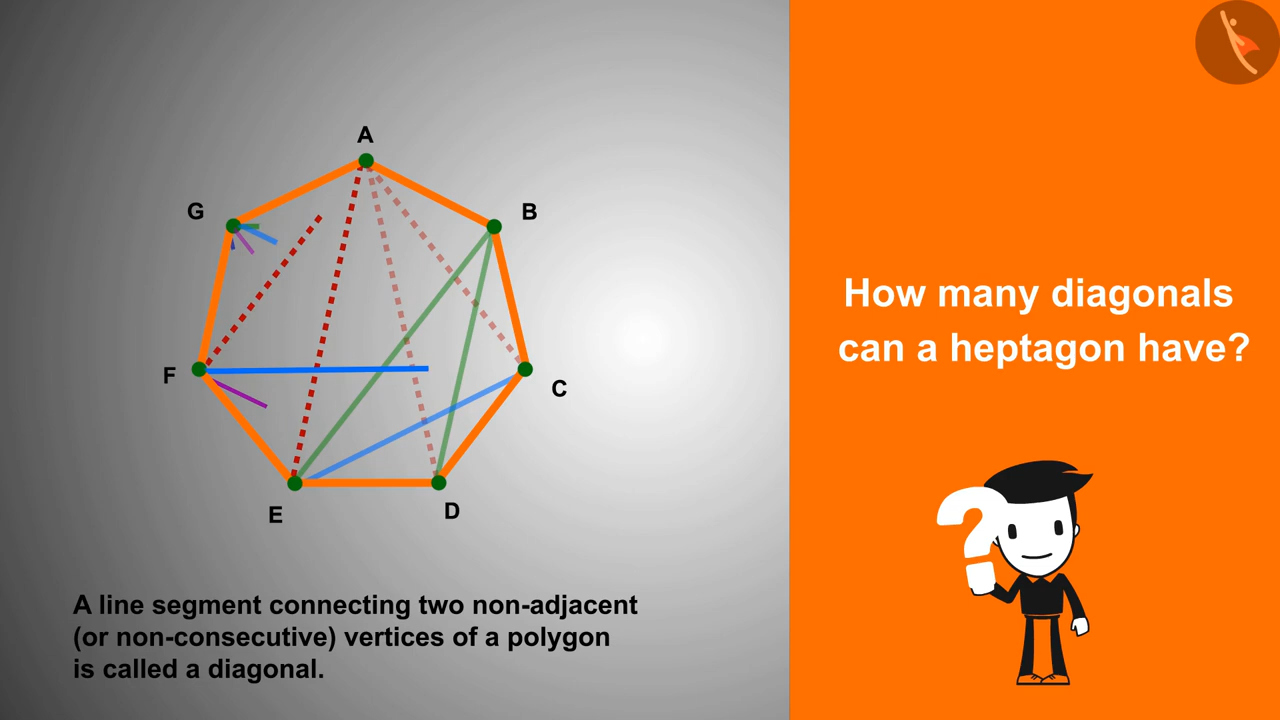 A
G
B
F
C
E
D
A line segment connecting two non-adjacent
(or non-consecutive) vertices of a polygon
is called a diagonal.
How many diagonals
can a heptagon have?